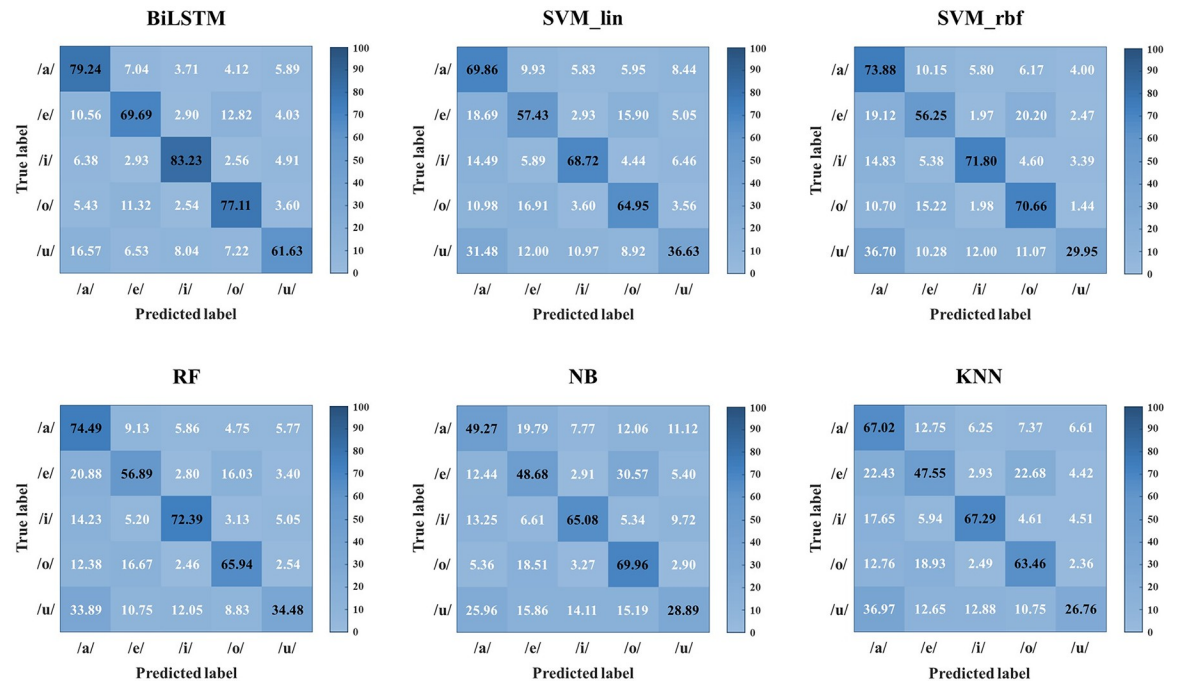 BiLSTM
100
/a/ 79.24 7.04 3.71 4.12 5.89 90
80
/e/ 10.56 69.69 2.90 12.82 4.03 70
60
/i/ 6.38 2.93 83.23 2.56 4.91 50
40
/o/ 5.43 11.32 2.54 77.11 3.60 30
20
/u/ 16.57 6.53 8.04 7.22 61.63 10
0
/a/ /e/ /i/ /o/ /u/
True label
Predicted label
SVM_lin
100
/a/ 69.86 9.93 5.83 5.95 8.44 90
80
/e/ 18.69 57.43 2.93 15.90 5.05 70
60
/i/ 14.49 5.89 68.72 4.44 6.46 50
40
/o/ 10.98 16.91 3.60 64.95 3.56 30
20
/u/ 31.48 12.00 10.97 8.92 36.63 10
0
/a/ /e/ /i/ /o/ /u/
True label
Predicted label
SVM_rbf
100
/a/ 73.88 10.15 5.80 6.17 4.00 90
80
/e/ 19.12 56.25 1.97 20.20 2.47 70
60
/i/ 14.83 5.38 71.80 4.60 3.39 50
40
/o/ 10.70 15.22 1.98 70.66 1.44 30
20
/u/ 36.70 10.28 12.00 11.07 29.95 10
0
/a/ /e/ /i/ /o/ /u/
True label
Predicted label
RF
100
/a/ 74.49 9.13 5.86 4.75 5.77 90
80
/e/ 20.88 56.89 2.80 16.03 3.40 70
60
/i/ 14.23 5.20 72.39 3.13 5.05 50
40
/o/ 12.38 16.67 2.46 65.94 2.54 30
20
/u/ 33.89 10.75 12.05 8.83 34.48 10
0
/a/ /e/ /i/ /o/ /u/
True label
Predicted label
NB
100
/a/ 49.27 19.79 7.77 12.06 11.12 90
80
/e/ 12.44 48.68 2.91 30.57 5.40 70
60
/i/ 13.25 6.61 65.08 5.34 9.72 50
40
/o/ 5.36 18.51 3.27 69.96 2.90 30
20
/u/ 25.96 15.86 14.11 15.19 28.89 10
0
/a/ /e/ /i/ /o/ /u/
True label
Predicted label
KNN
100
/a/ 67.02 12.75 6.25 7.37 6.61 90
80
/e/ 22.43 47.55 2.93 22.68 4.42 70
60
/i/ 17.65 5.94 67.29 4.61 4.51 50
40
/o/ 12.76 18.93 2.49 63.46 2.36 30
20
/u/ 36.97 12.65 12.88 10.75 26.76 10
0
/a/ /e/ /i/ /o/ /u/
True label
Predicted label